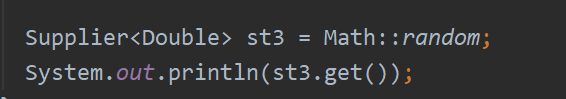 Supplier<Double> st3 = Math::random;
System.out.println(st3.get());